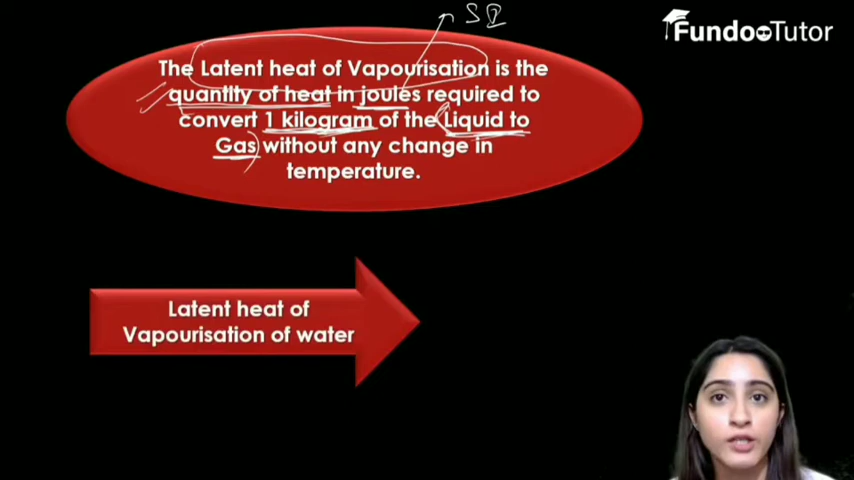 SI
FundooTutor
The Latent heat of Vapourisation is the
quantity of heat in joules required to
convert 1 kilogram of the Liquid to
Gas without any change in
temperature.
Latent heat of
Vapourisation of water